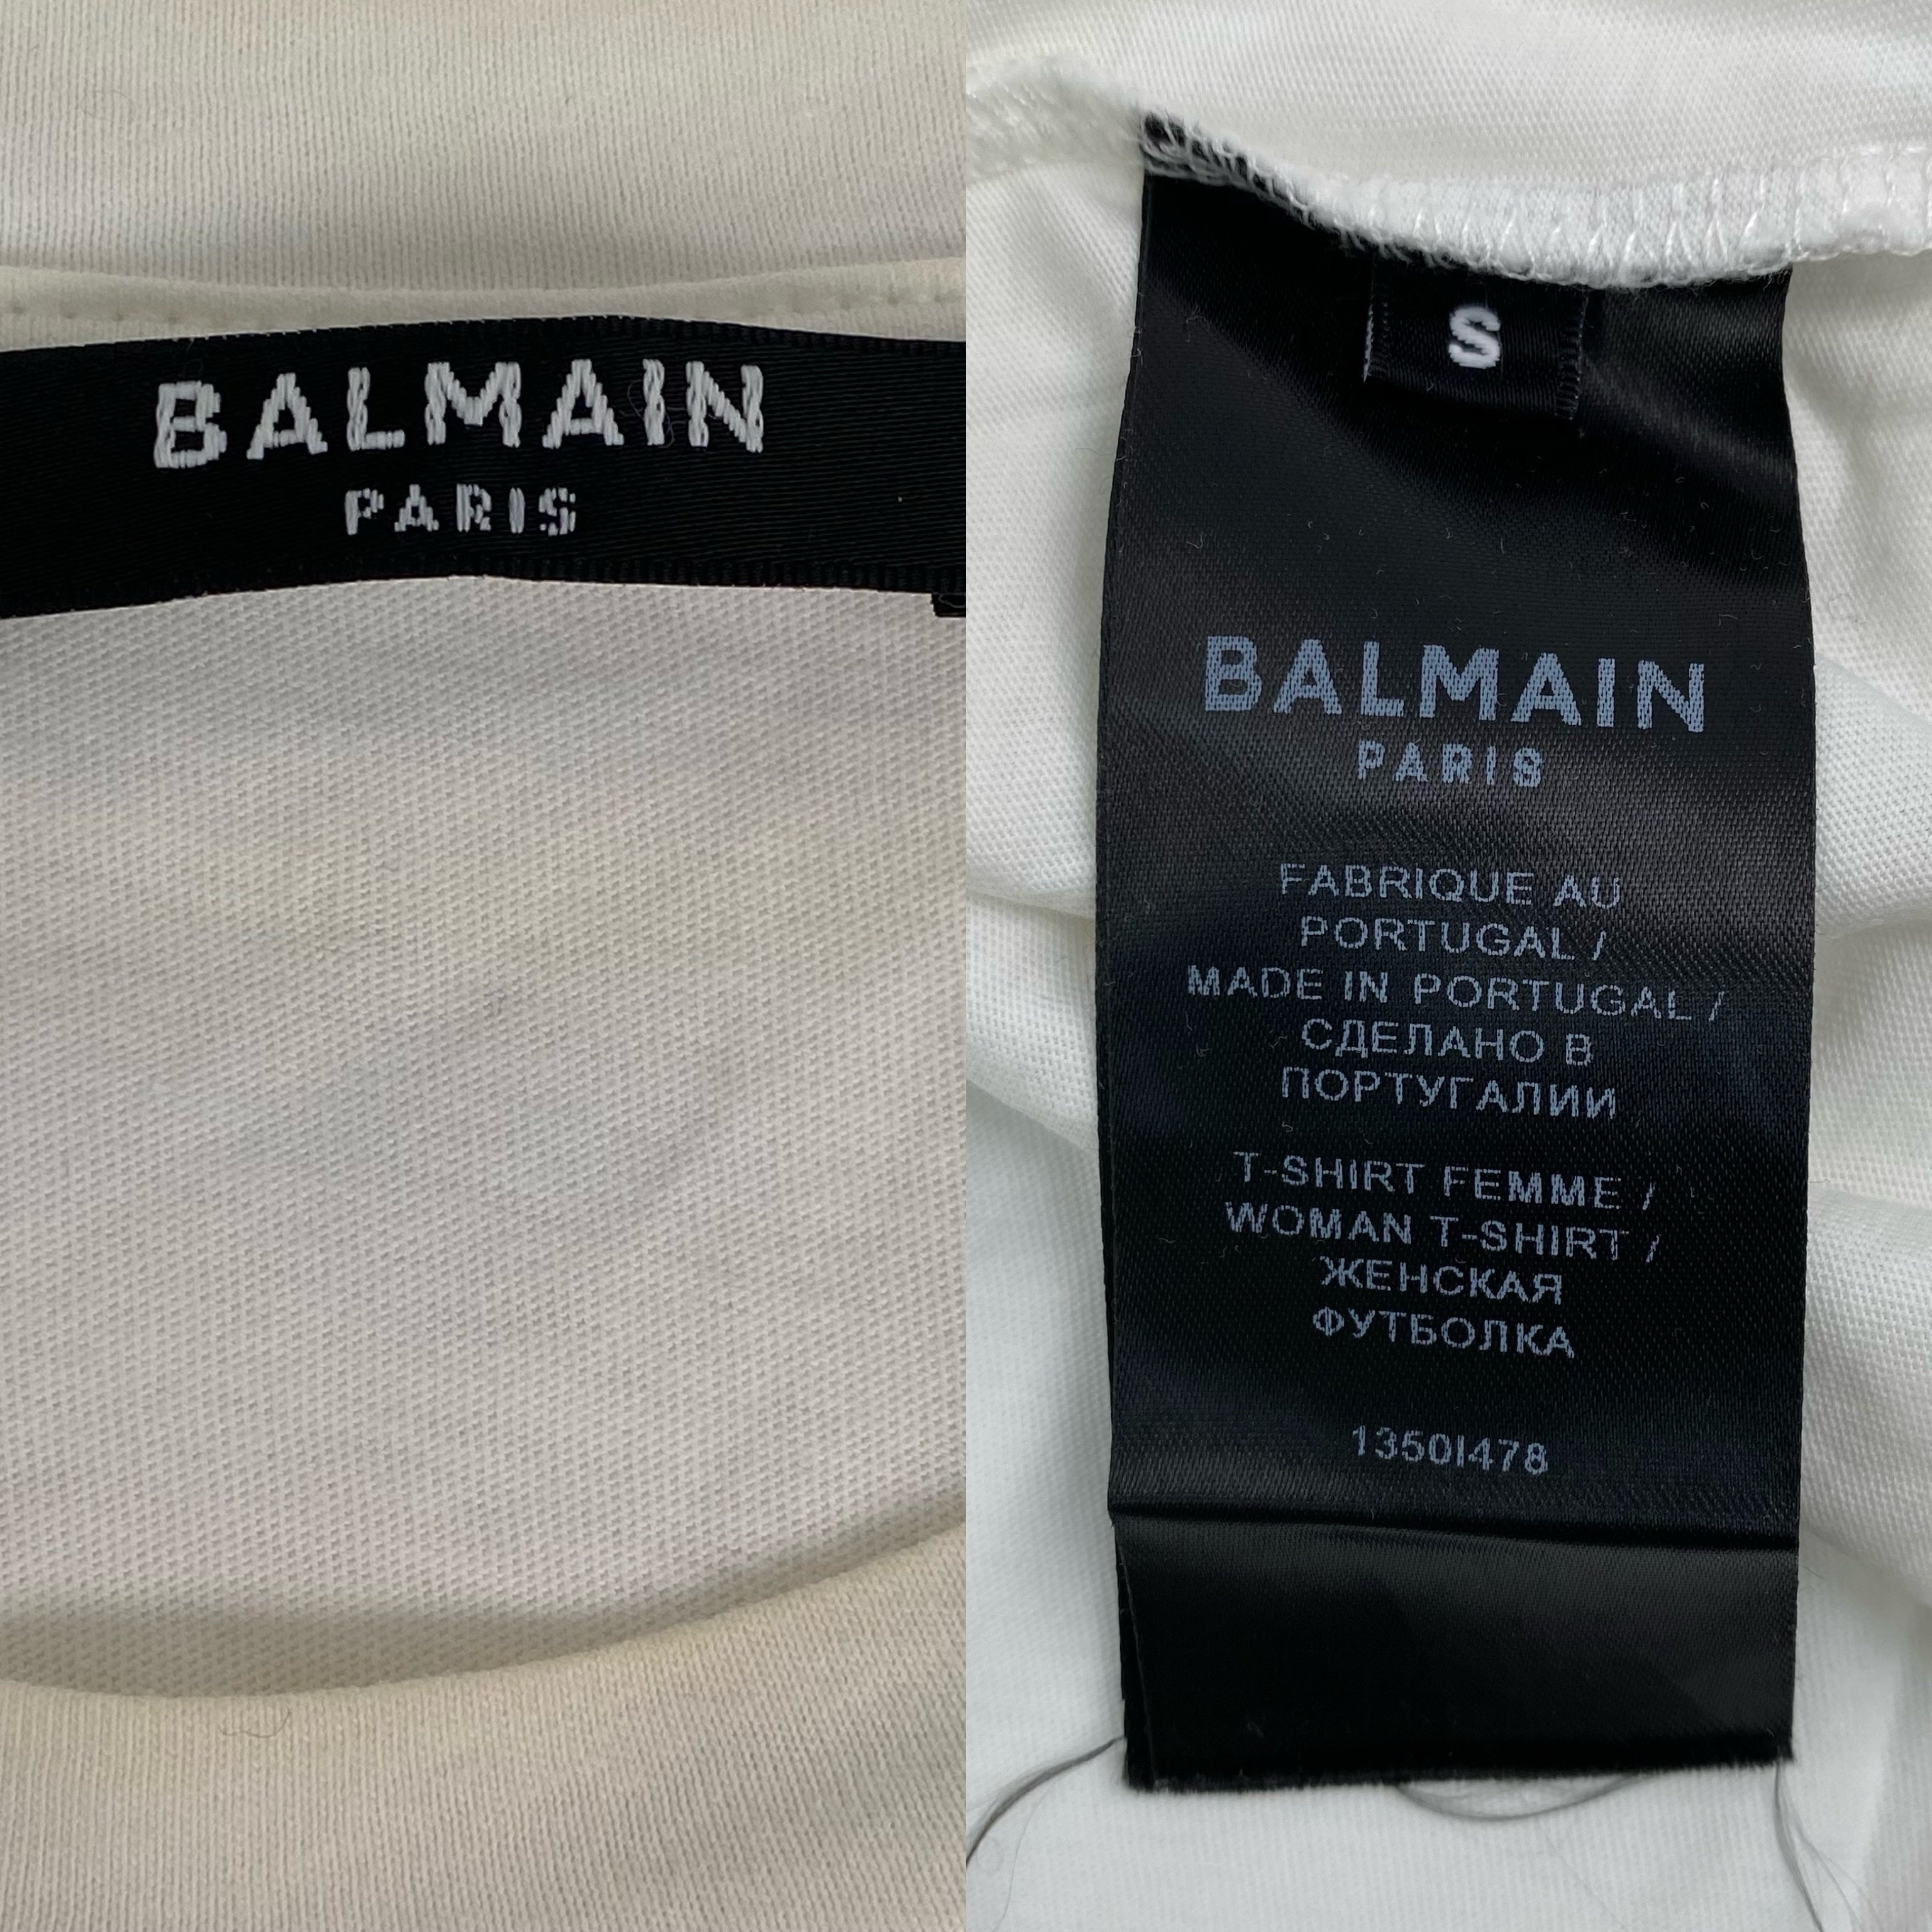 BALMAIN
PARIS
S
BALMAIN
PARIS
FABRIQUE AU
PORTUGAL /
MADE IN PORTUGAL /
СДЕЛАНО В
ПОРТУГАЛИИ
T-SHIRT FEMME /
WOMAN T-SHIRT /
ЖЕНСКАЯ
ФУТБОЛКА
1350I478